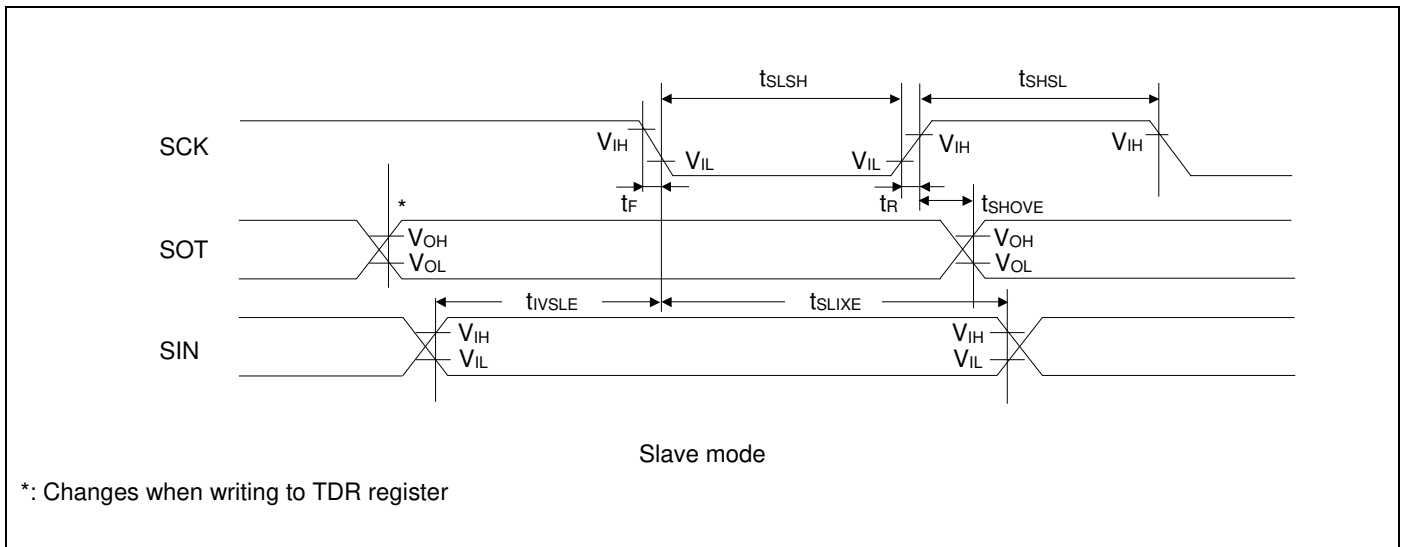 tSLSH tSHSL
SCK VIH VIL VIL VIH VIH
tF tR tSHOVE
*
SOT VOH VOH
VOL VOL
tIVSLE tSLIXE
SIN VIH VIH
VIL VIL
Slave mode
*: Changes when writing to TDR register